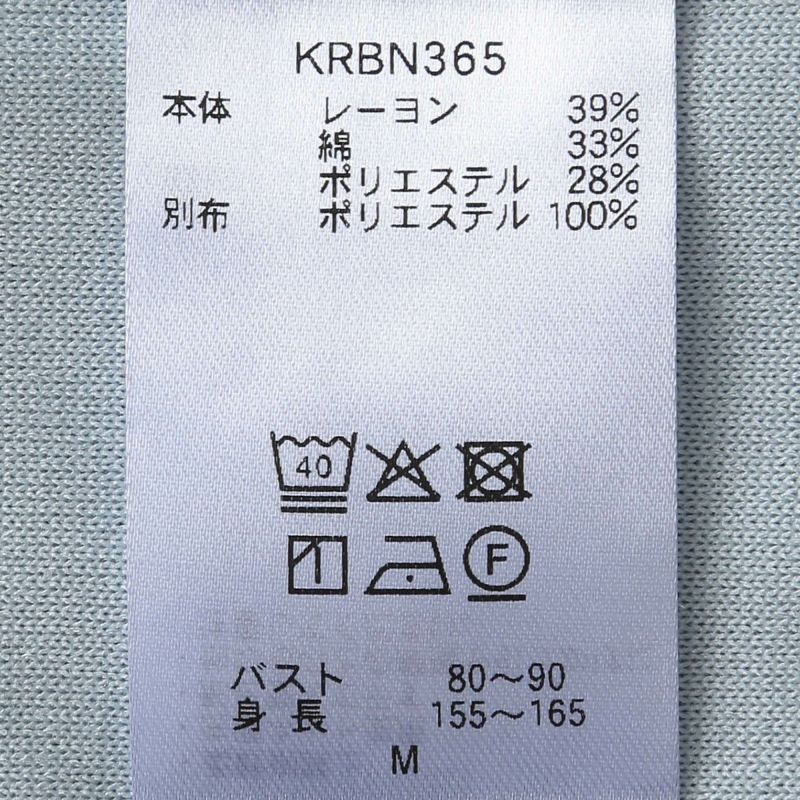 KRBN365
本体 レーヨン 39%
綿 33%
ポリエステル 28%
別布 ポリエステル 100%
40
F
バスト 80～90
身長 155～165
M